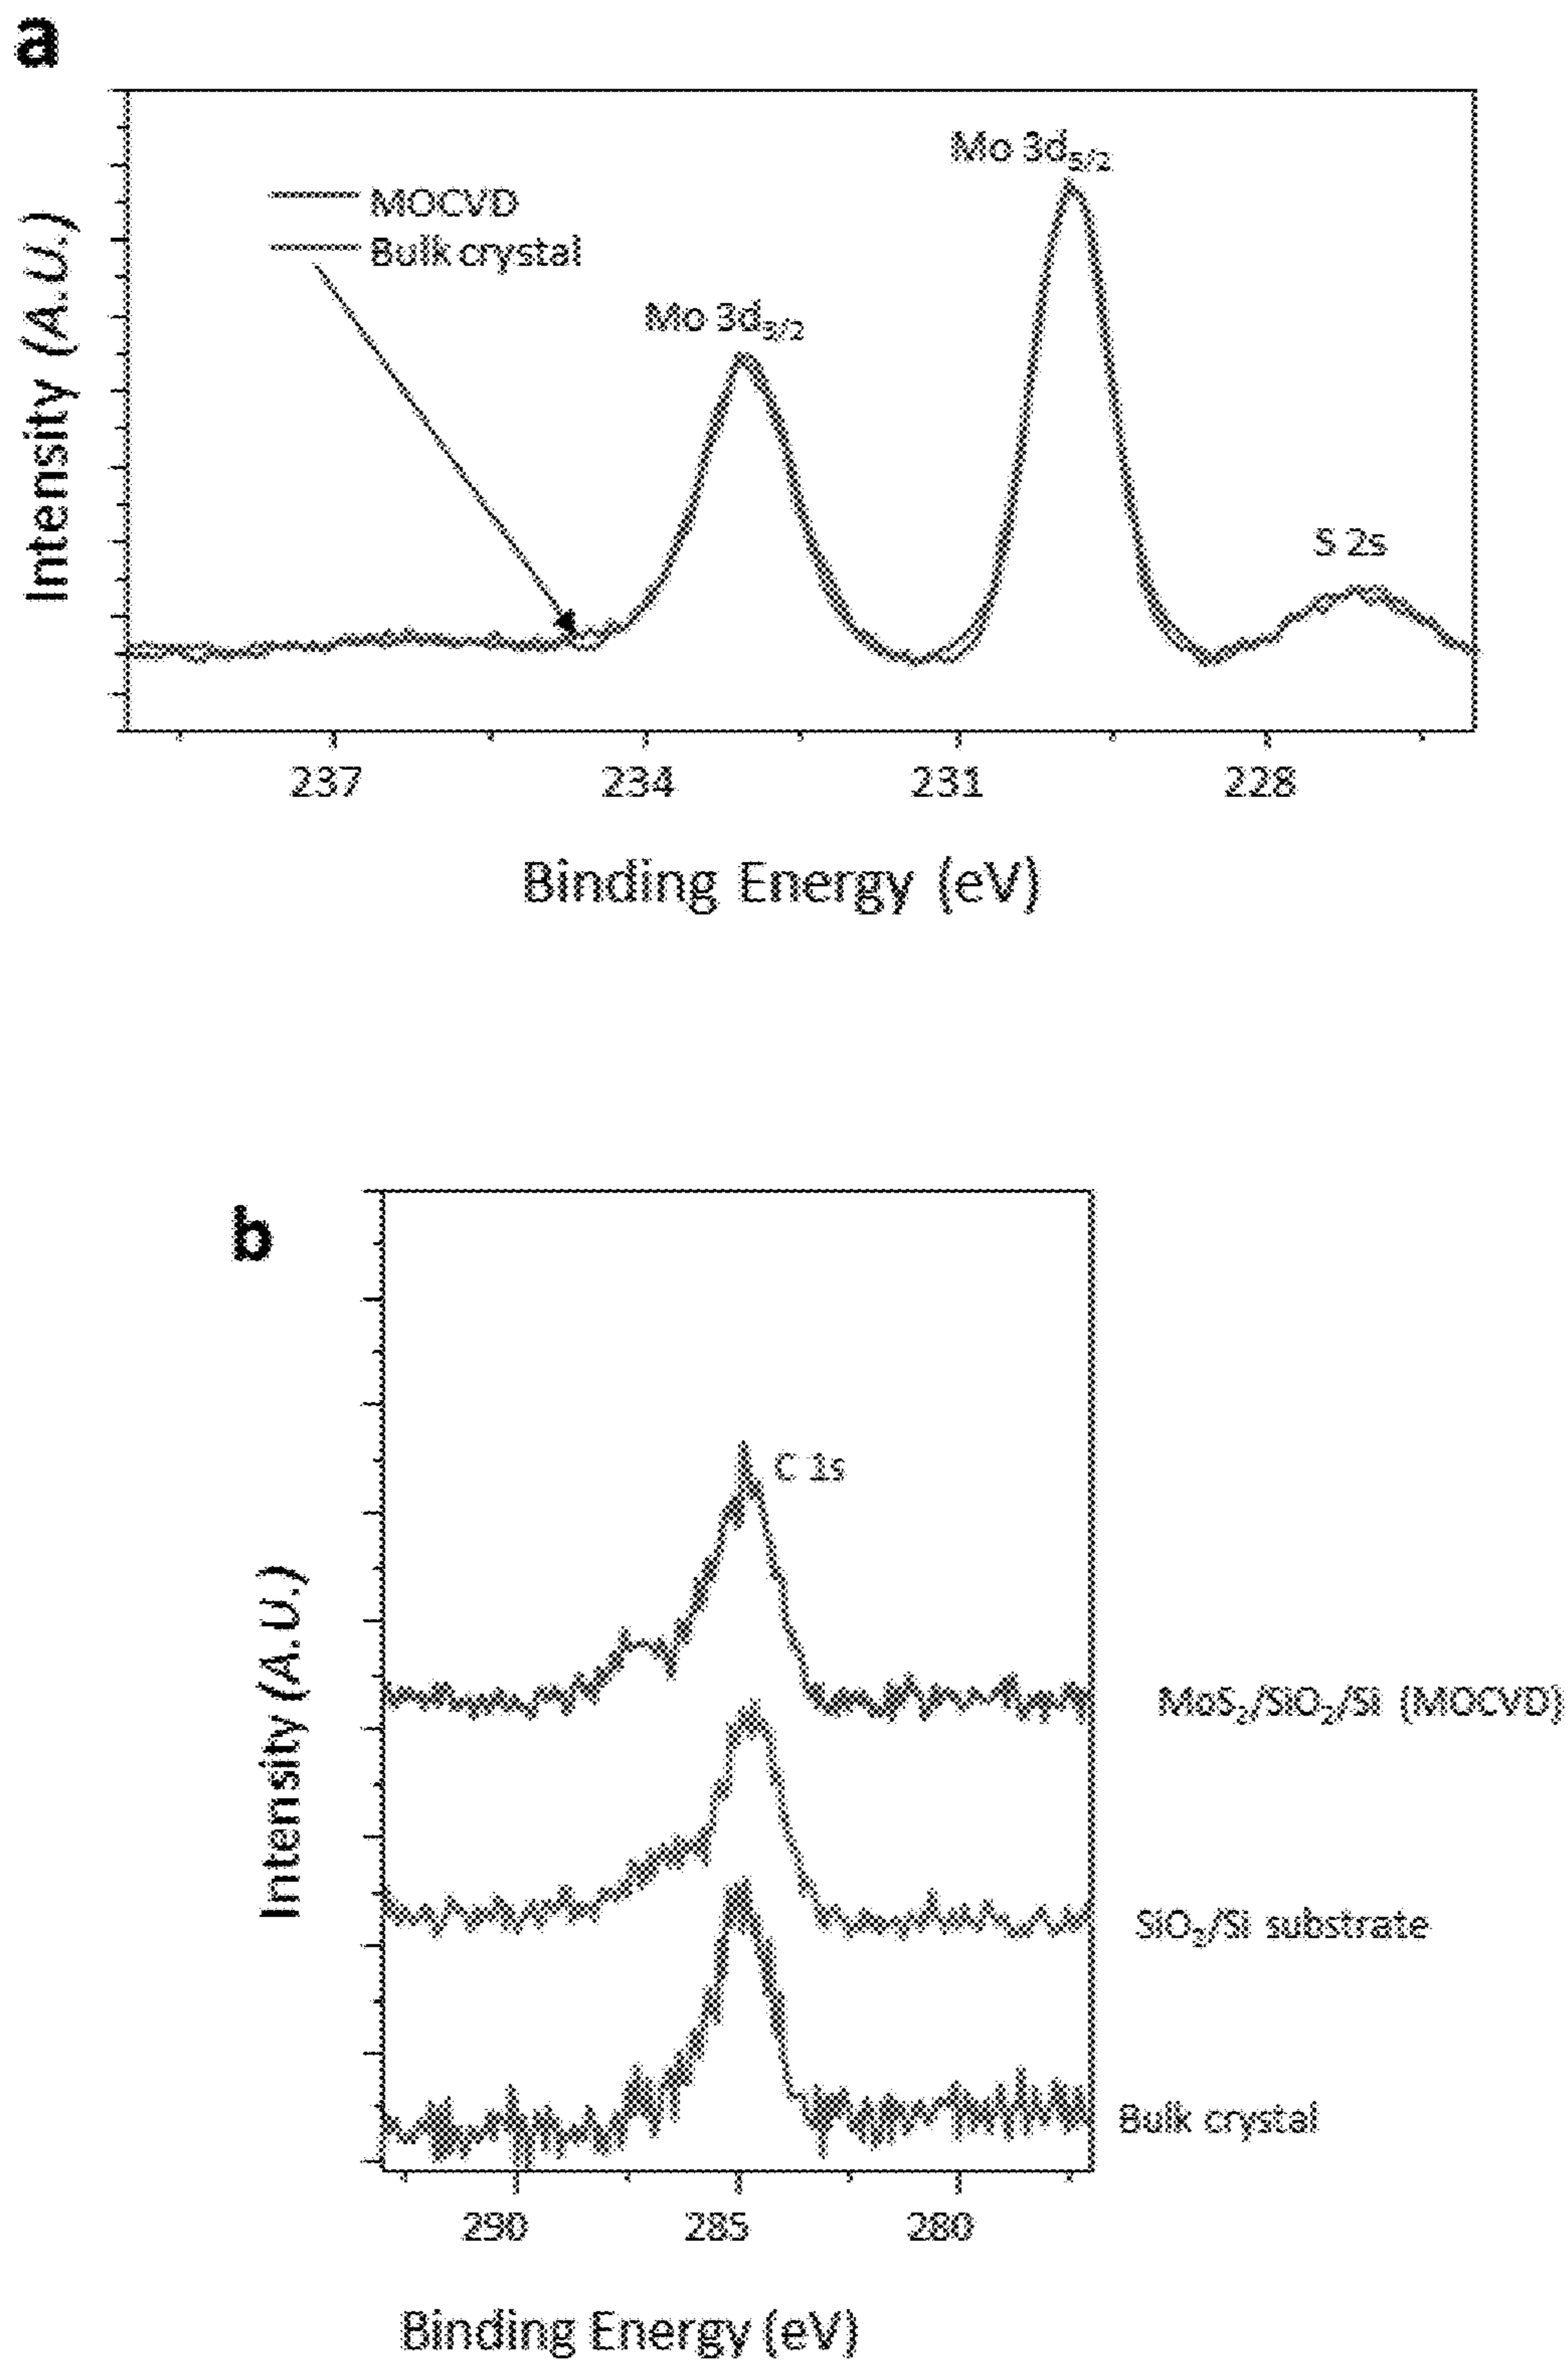 a
Intensity (A.U.)
MOCVD
Bulk crystal
Mo 3d3/2
Mo 3d5/2
S 2s
237 234 231 228
Binding Energy (eV)
b
Intensity (A.U.)
C 1s
MoS2/SiO2/Si (MOCVD)
SiO2/Si substrate
Bulk crystal
290 285 280
Binding Energy (eV)